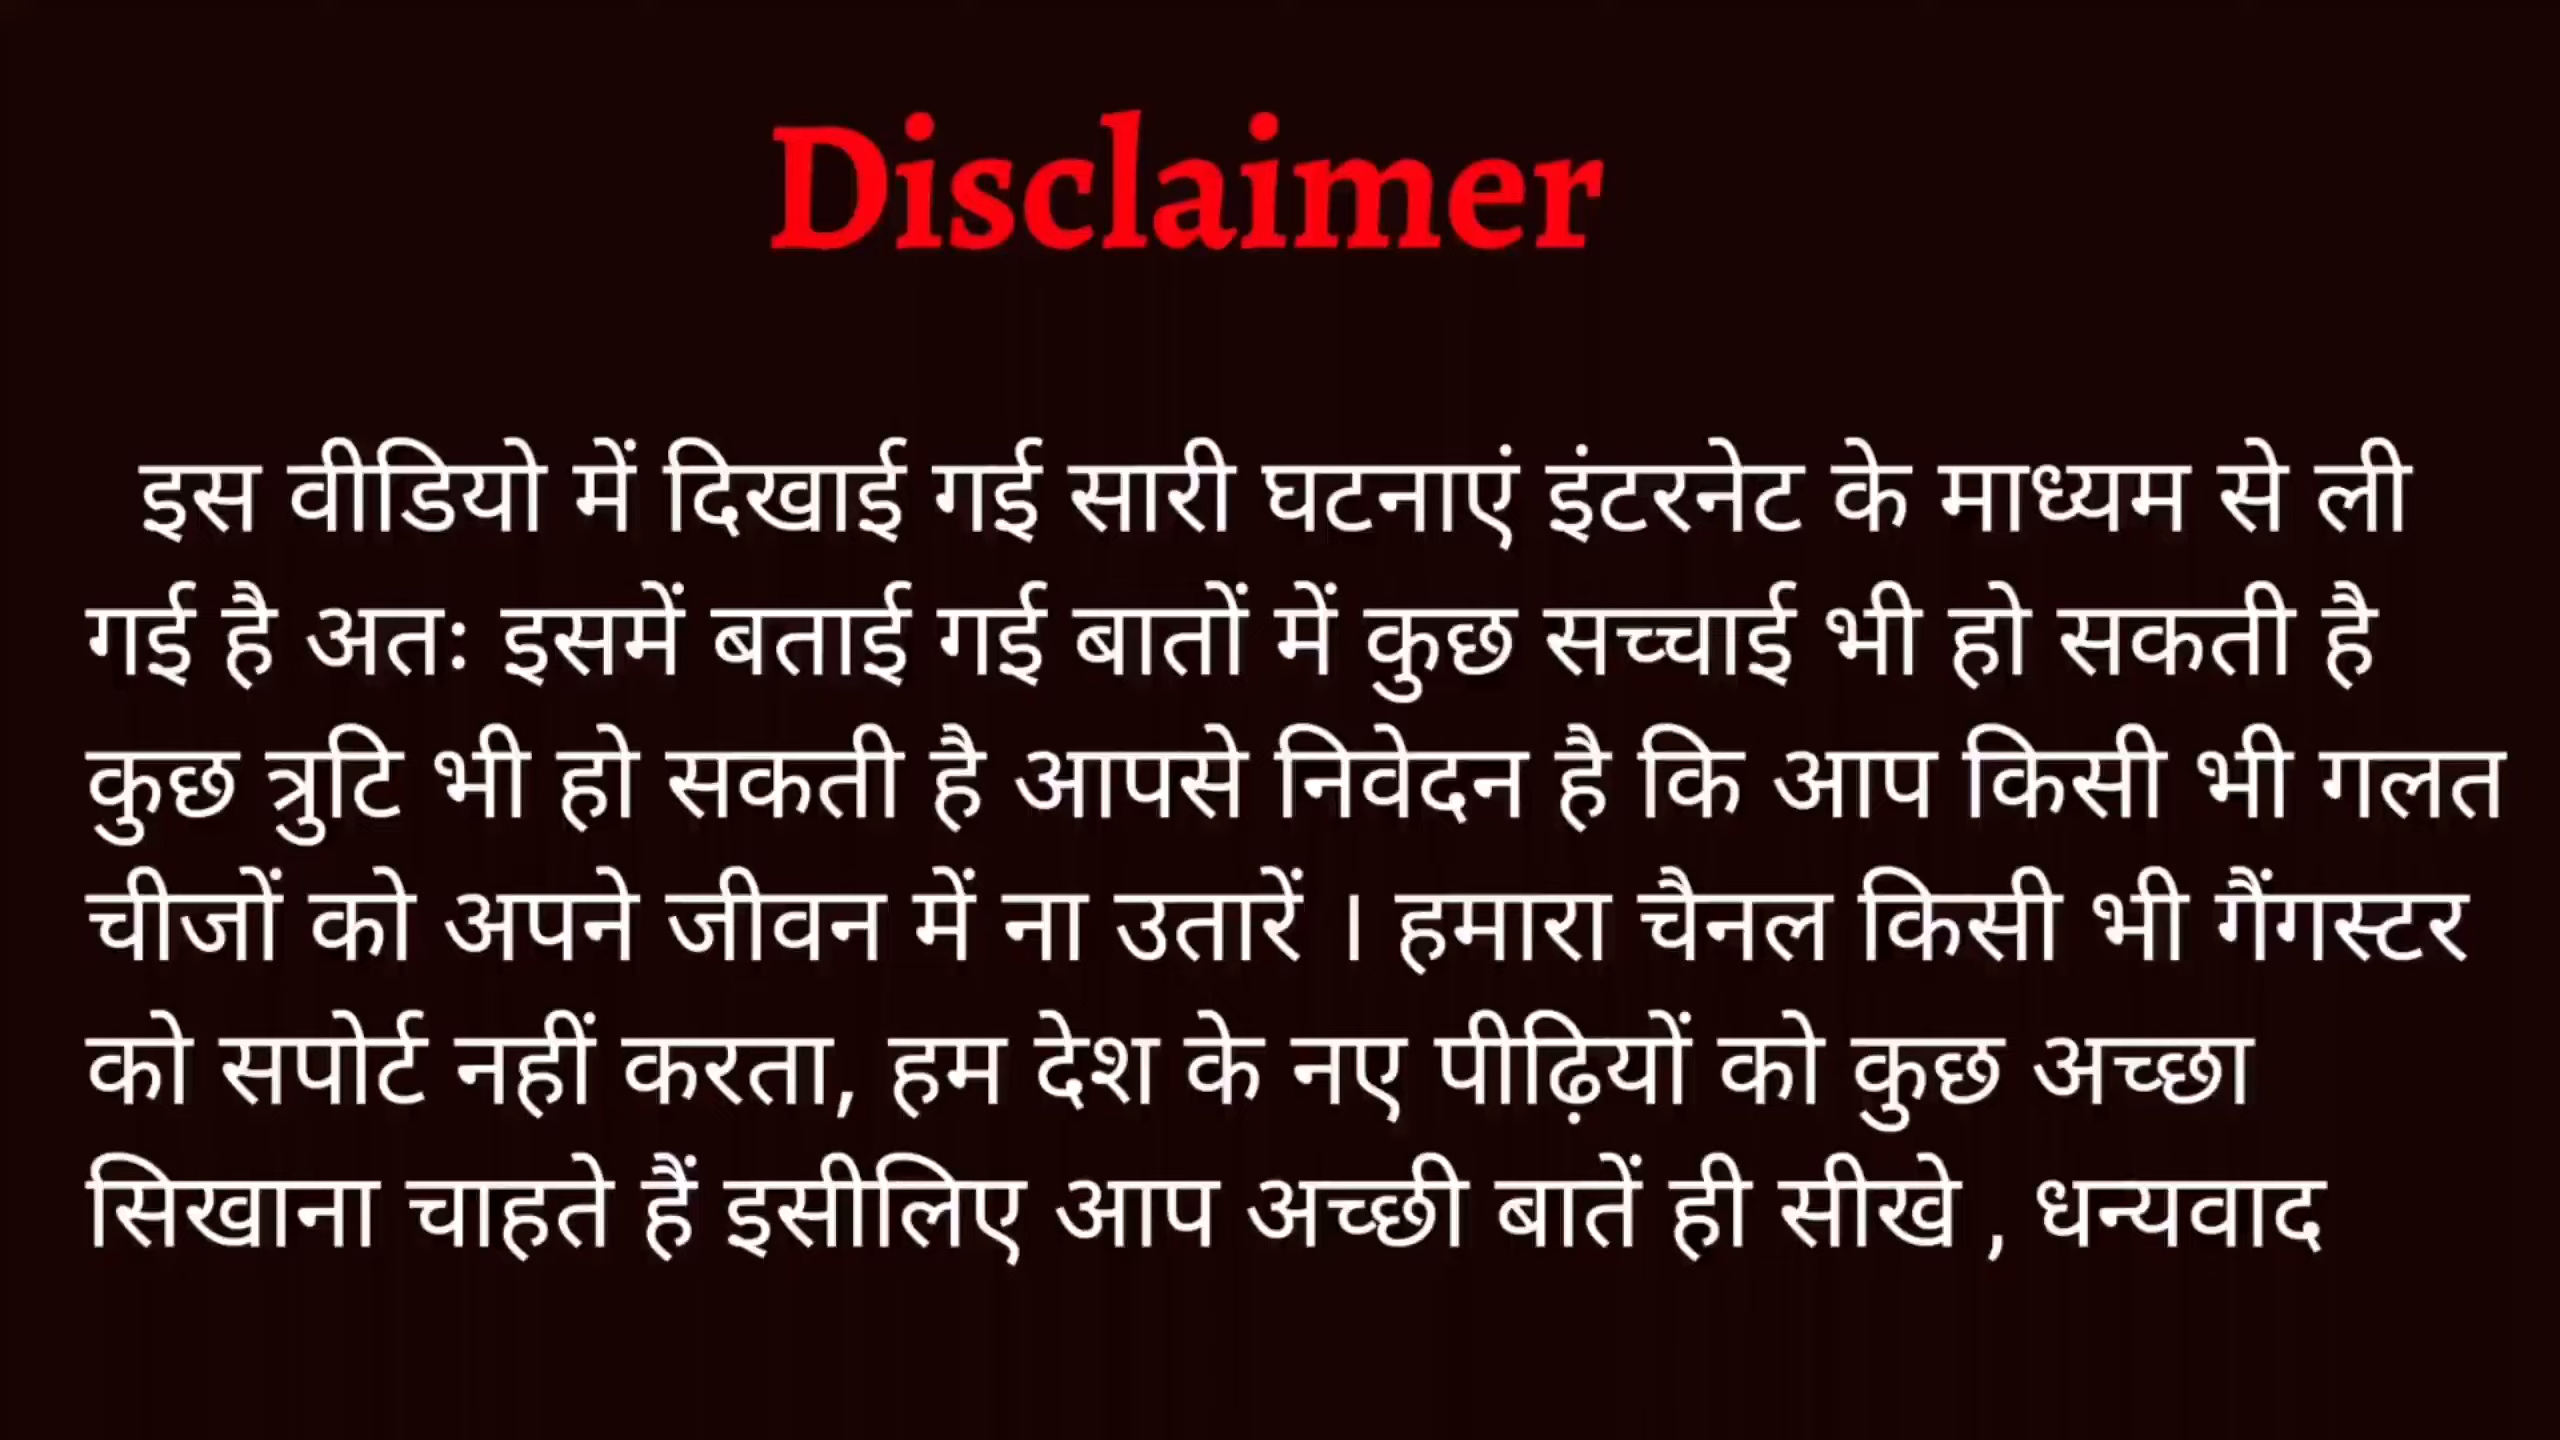 Disclaimer
इस वीडियो में दिखाई गई सारी घटनाएं इंटरनेट के माध्यम से ली
गई है अतः इसमें बताई गई बातों में कुछ सच्चाई भी हो सकती है
कुछ त्रुटि भी हो सकती है आपसे निवेदन है कि आप किसी भी गलत
चीजों को अपने जीवन में ना उतारें । हमारा चैनल किसी भी गैंगस्टर
को सपोर्ट नहीं करता, हम देश के नए पीढ़ियों को कुछ अच्छा
सिखाना चाहते हैं इसीलिए आप अच्छी बातें ही सीखे , धन्यवाद